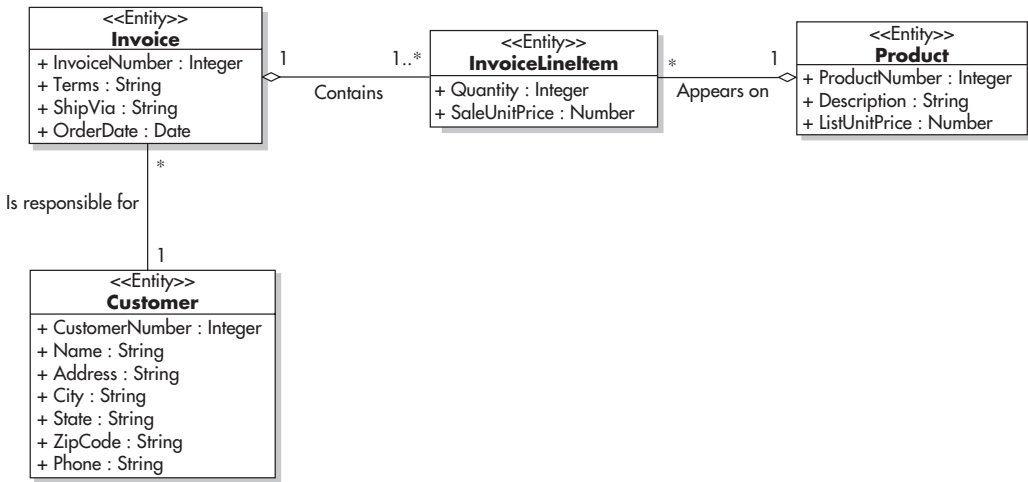 <<Entity>>
Invoice
+ InvoiceNumber : Integer
+ Terms : String
+ ShipVia : String
+ OrderDate : Date
1
Contains
1..*
<<Entity>>
InvoiceLineItem
+ Quantity : Integer
+ SaleUnitPrice : Number
*
Appears on
1
<<Entity>>
Product
+ ProductNumber : Integer
+ Description : String
+ ListUnitPrice : Number
*
Is responsible for
1
<<Entity>>
Customer
+ CustomerNumber : Integer
+ Name : String
+ Address : String
+ City : String
+ State : String
+ ZipCode : String
+ Phone : String